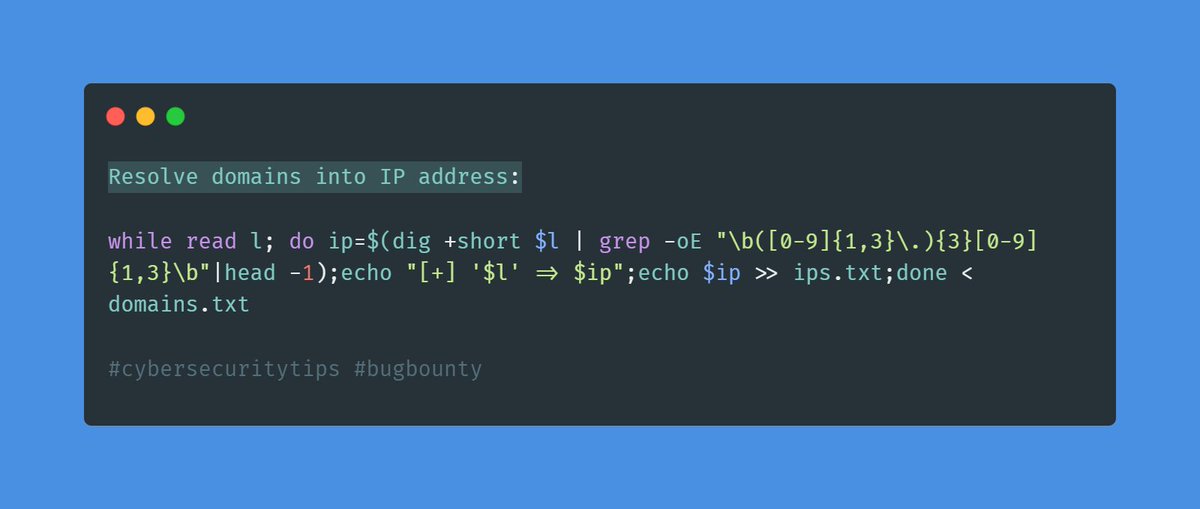 Resolve domains into IP address:
while read l; do ip=$(dig +short $l | grep -oE "\b([0-9]{1,3}\.){3}[0-9]
{1,3}\b"|head -1);echo "[+] '$l' => $ip";echo $ip >> ips.txt;done <
domains.txt
#cybersecuritytips #bugbounty